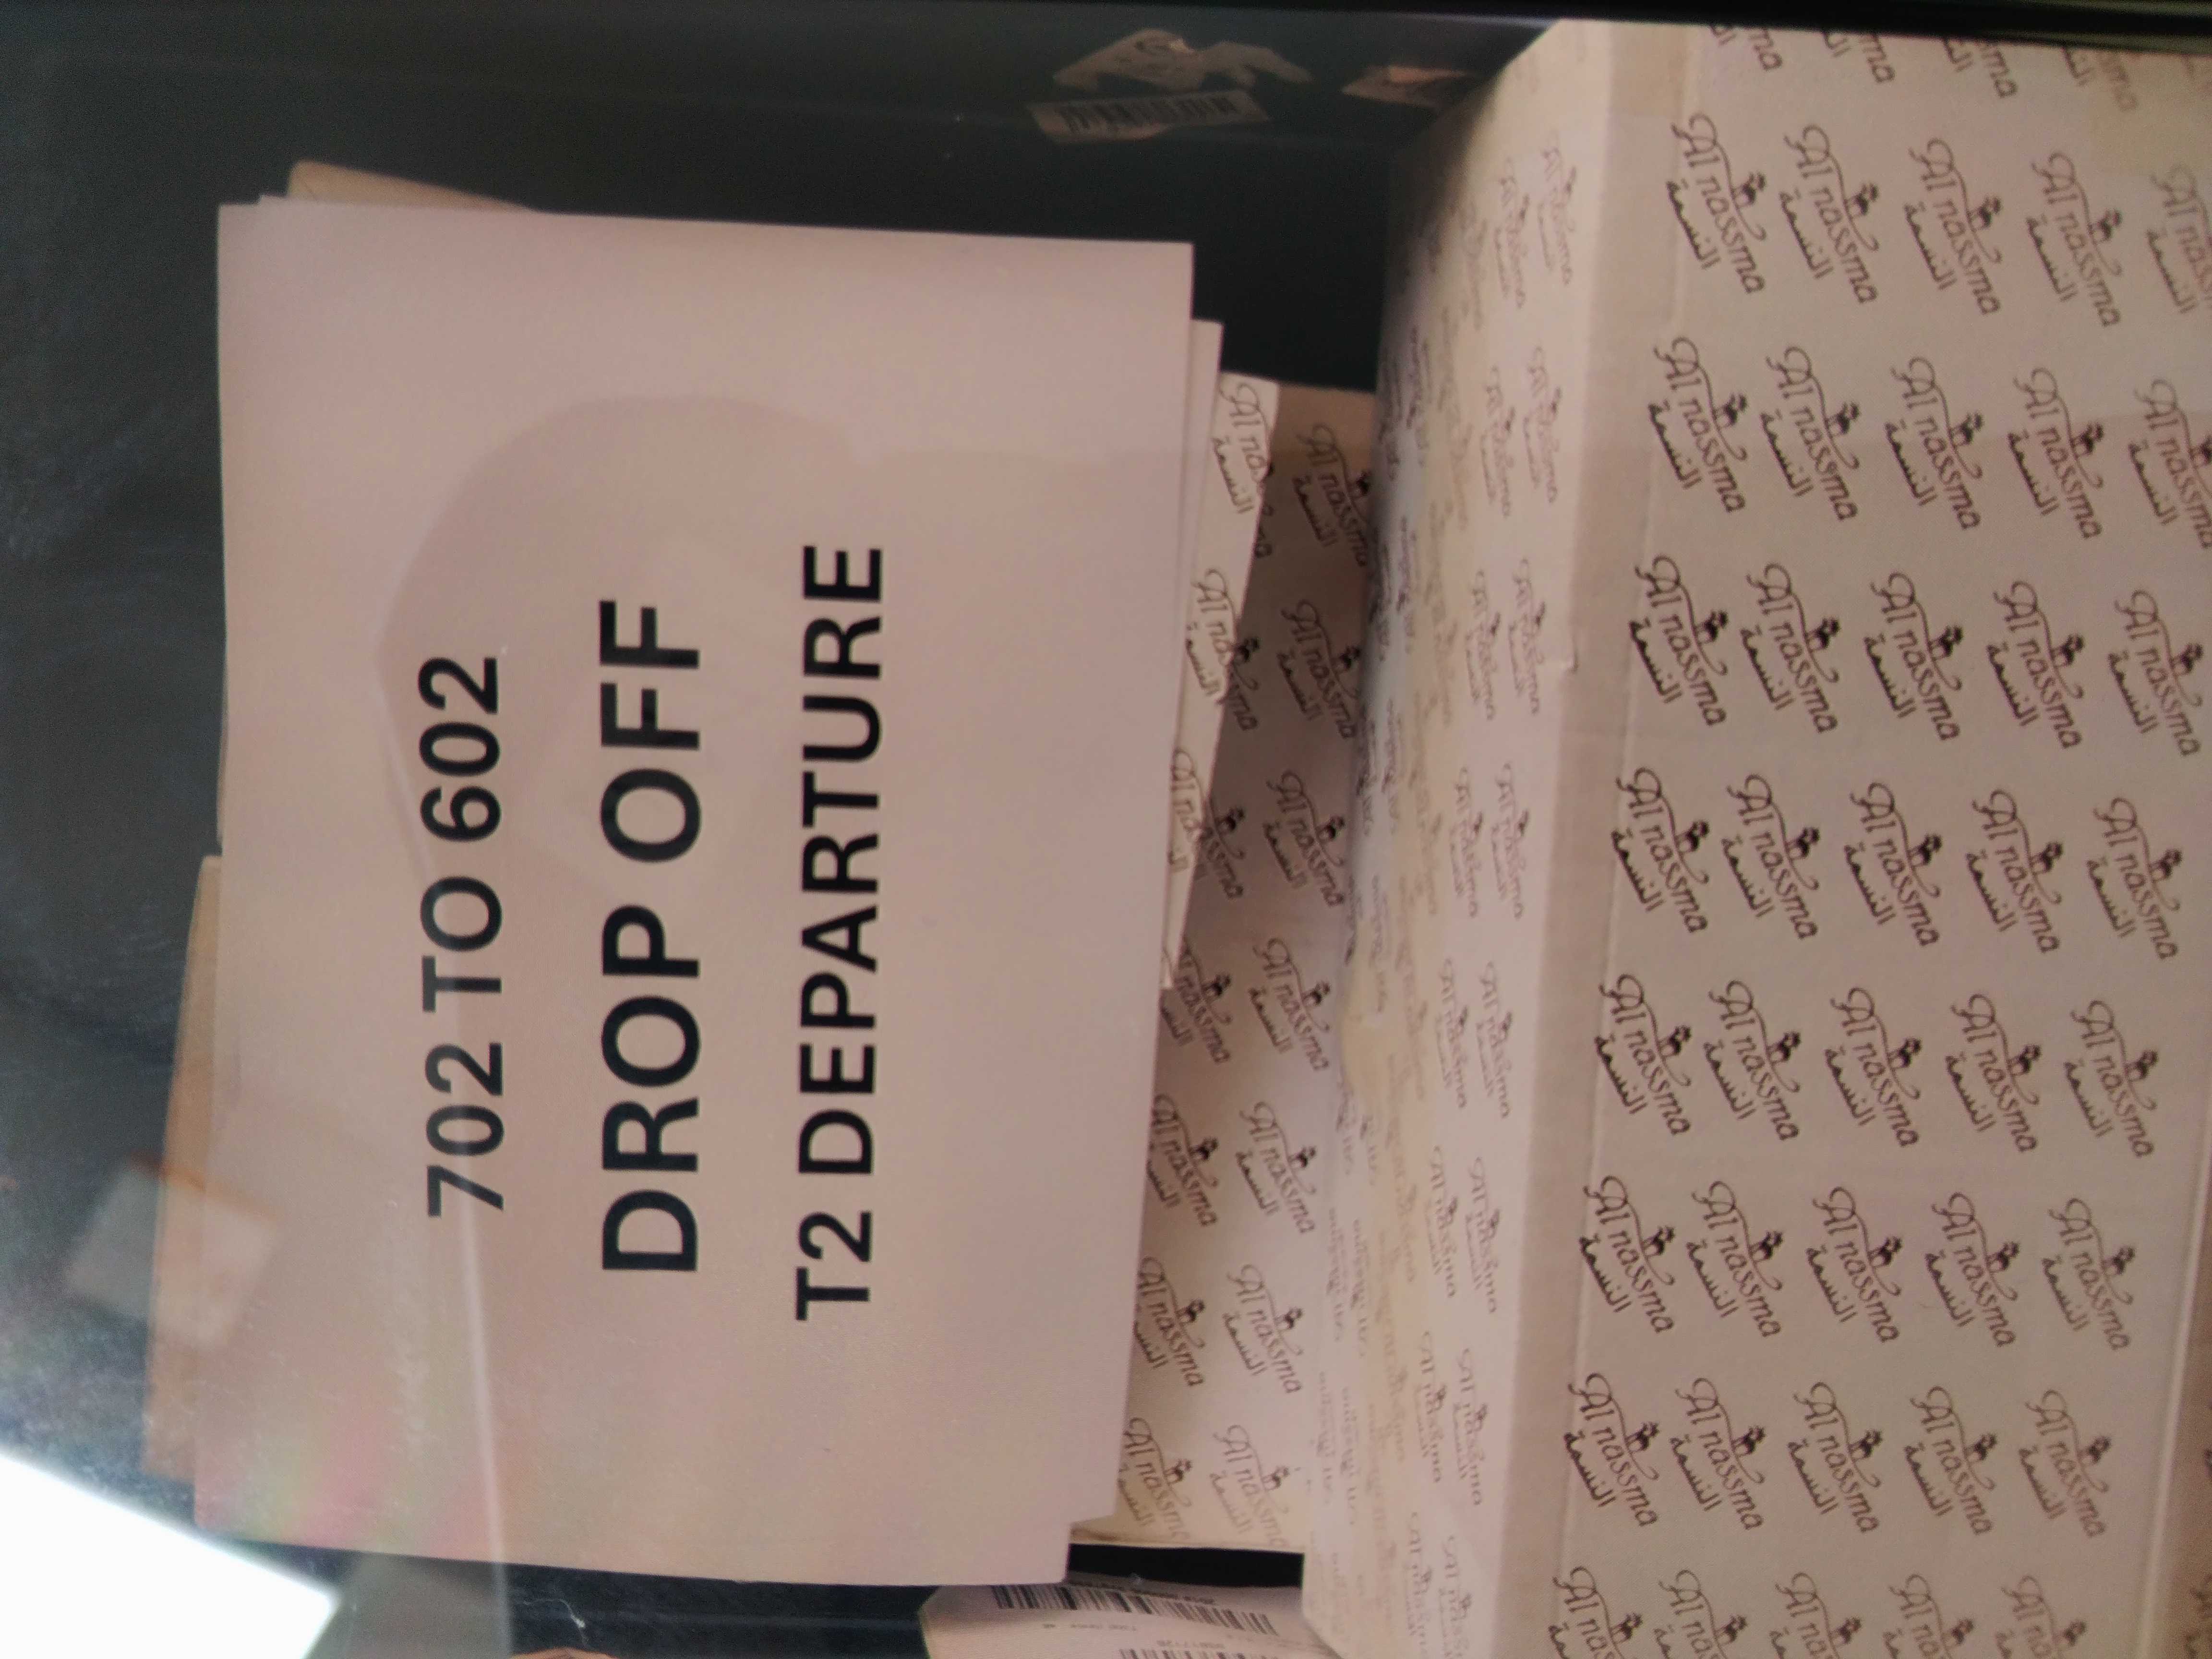 702 TO 602
DROP OFF
T2 DEPARTURE
Al nassma
النسمة